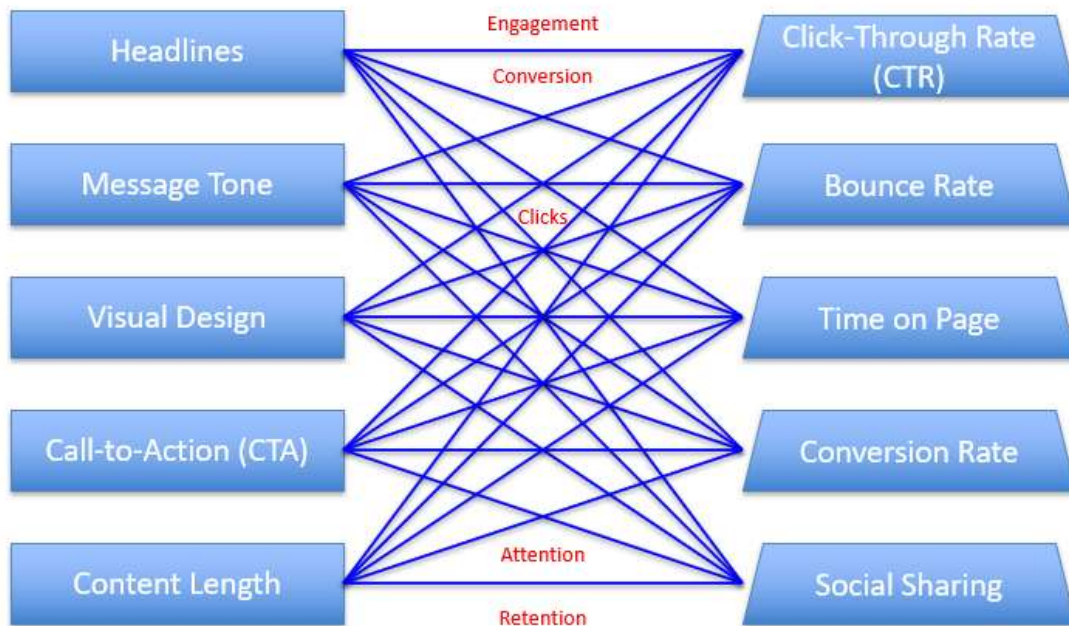 Headlines
Engagement
Click-Through Rate
(CTR)
Conversion
Message Tone
Bounce Rate
Clicks
Visual Design
Time on Page
Call-to-Action (CTA)
Conversion Rate
Attention
Content Length
Social Sharing
Retention